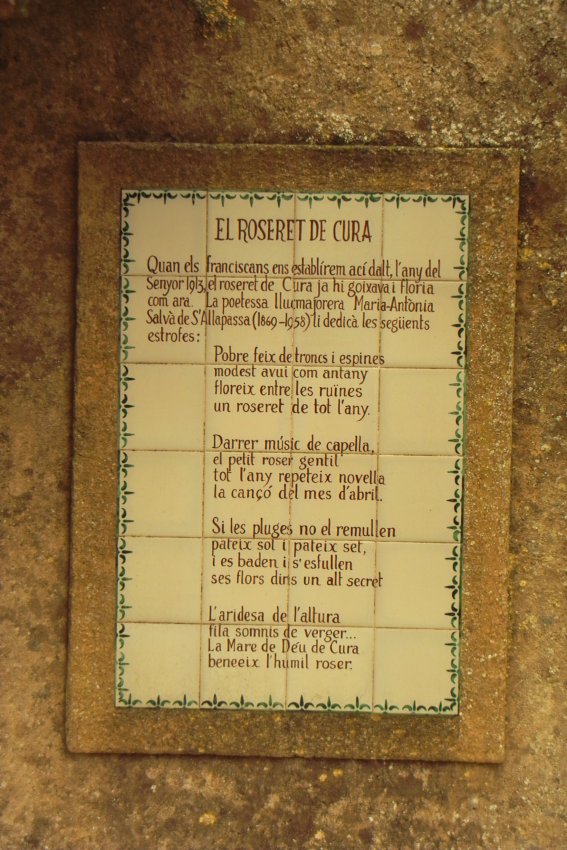 EL ROSERET DE CURA
Quan els franciscans ens establírem ací dalt, l'any del
Senyor 1913, el roseret de Cura ja hi goixava i floria
com ara. La poetessa llucmajorera Maria-Antònia
Salvà de S'Allapassa (1869-1958) li dedicà les següents
estrofes:
Pobre feix de troncs i espines
modest avui com antany
floreix entre les ruïnes
un roseret de tot l'any.
Darrer músic de capella,
el petit roser gentil
tot l'any repeteix novella
la cançó del mes d'abril.
Si les pluges no el remullen
pateix sol i pateix set,
i es baden i s'esfullen
ses flors dins un alt secret
L'aridesa de l'altura
fila somnis de verger...
La Mare de Déu de Cura
beneeix l'humil roser.